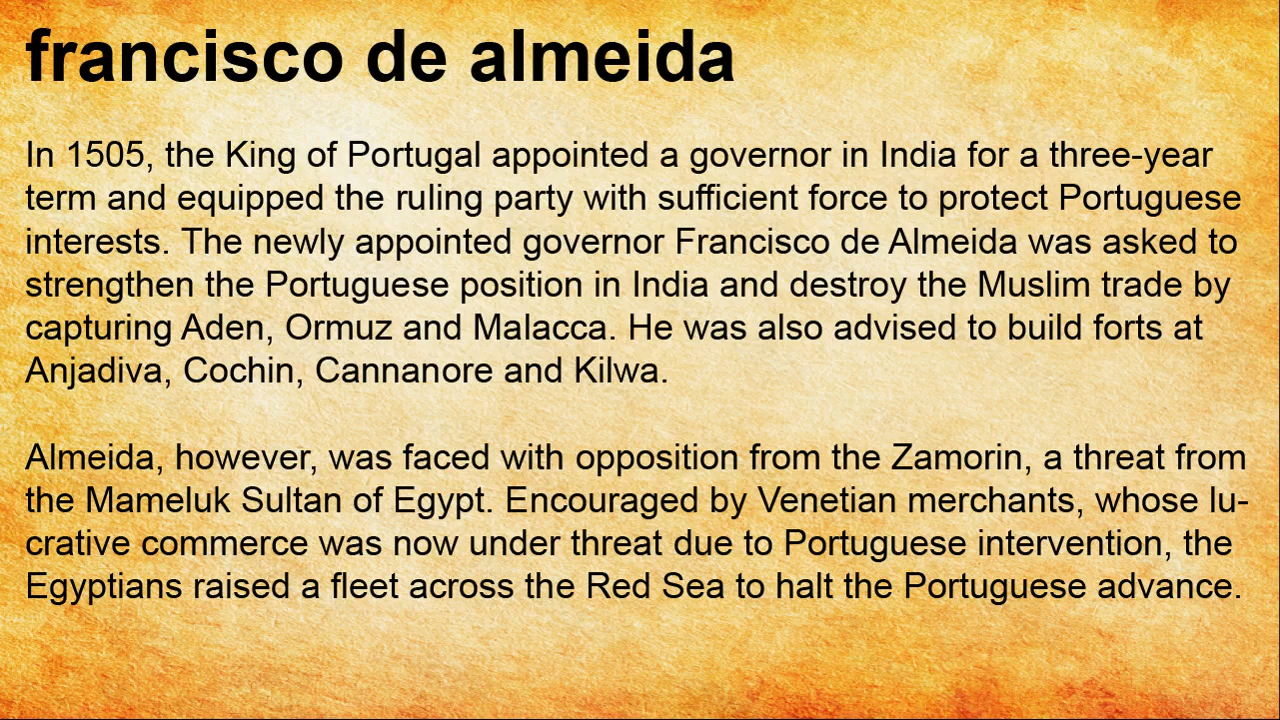 francisco de almeida
In 1505, the King of Portugal appointed a governor in India for a three-year
term and equipped the ruling party with sufficient force to protect Portuguese
interests. The newly appointed governor Francisco de Almeida was asked to
strengthen the Portuguese position in India and destroy the Muslim trade by
capturing Aden, Ormuz and Malacca. He was also advised to build forts at
Anjadiva, Cochin, Cannanore and Kilwa.
Almeida, however, was faced with opposition from the Zamorin, a threat from
the Mameluk Sultan of Egypt. Encouraged by Venetian merchants, whose lu-
crative commerce was now under threat due to Portuguese intervention, the
Egyptians raised a fleet across the Red Sea to halt the Portuguese advance.